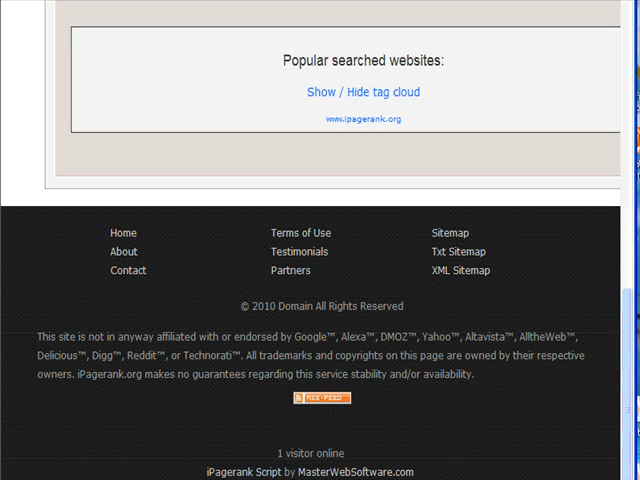 Popular searched websites:
Show / Hide tag cloud
www.ipagerank.org
Home Terms of Use Sitemap
About Testimonials Txt Sitemap
Contact Partners XML Sitemap
© 2010 Domain All Rights Reserved
This site is not in anyway affiliated with or endorsed by Google™, Alexa™, DMOZ™, Yahoo™, Altavista™, AlltheWeb™,
Delicious™, Digg™, Reddit™, or Technorati™. All trademarks and copyrights on this page are owned by their respective
owners. iPagerank.org makes no guarantees regarding this service stability and/or availability.
RSS-FEED
1 visitor online
iPagerank Script by MasterWebSoftware.com